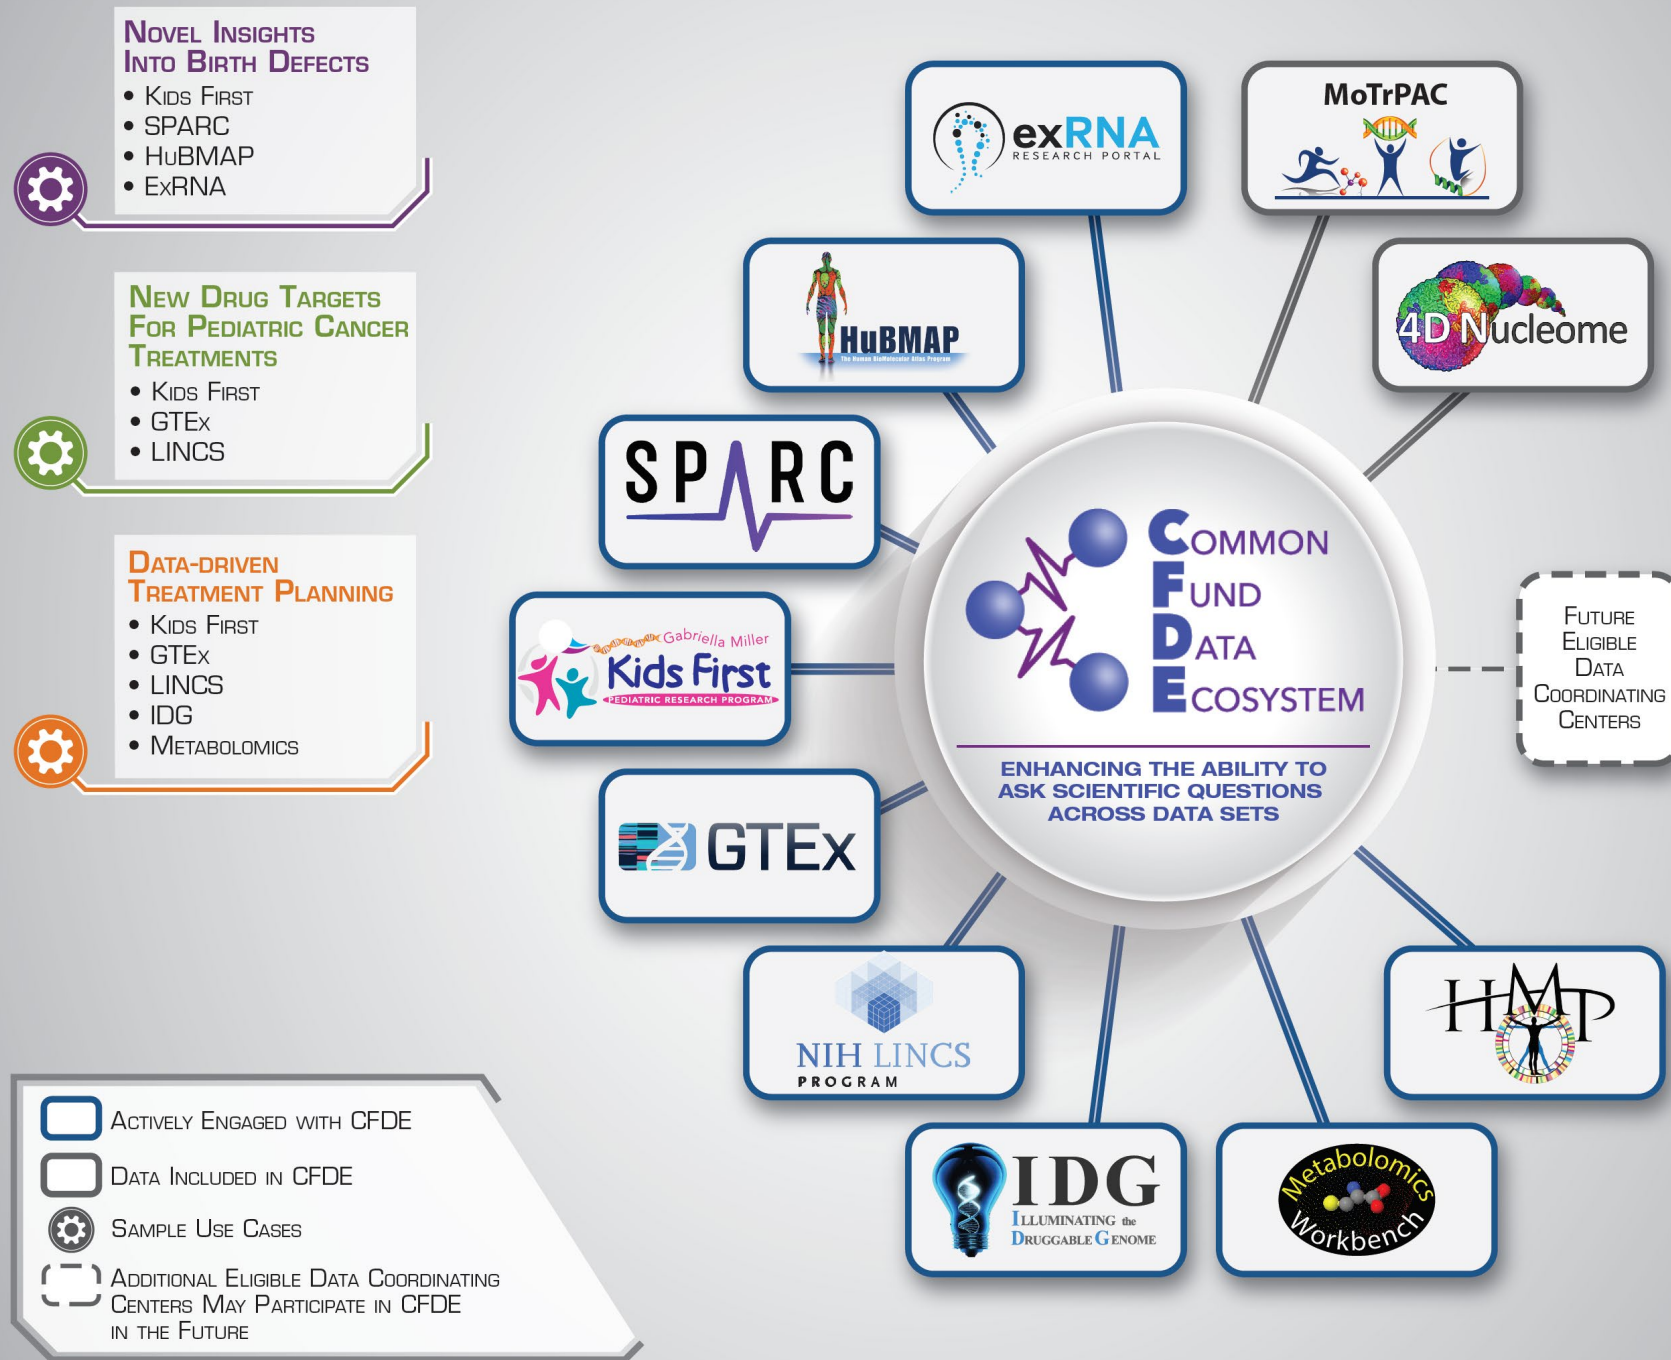 NOVEL INSIGHTS
INTO BIRTH DEFECTS
• KIDS FIRST
• SPARC
• HUBMAP
• EXRNA
NEW DRUG TARGETS
FOR PEDIATRIC CANCER
TREATMENTS
• KIDS FIRST
• GTEX
• LINCS
DATA-DRIVEN
TREATMENT PLANNING
• KIDS FIRST
• GTEX
• LINCS
• IDG
• METABOLOMICS
exRNA
RESEARCH PORTAL
MoTrPAC
HuBMAP
The Human BioMolecular Atlas Program
4D Nucleome
SPARC
Gabriella Miller
Kids First
PEDIATRIC RESEARCH PROGRAM
GTEx
NIH LINCS
PROGRAM
IDG
ILLUMINATING the
DRUGGABLE GENOME
Metabolomics
Workbench
HMP
FUTURE
ELIGIBLE
DATA
COORDINATING
CENTERS
COMMON
FUND
DATA
ECOSYSTEM
ENHANCING THE ABILITY TO
ASK SCIENTIFIC QUESTIONS
ACROSS DATA SETS
ACTIVELY ENGAGED WITH CFDE
DATA INCLUDED IN CFDE
SAMPLE USE CASES
ADDITIONAL ELIGIBLE DATA COORDINATING
CENTERS MAY PARTICIPATE IN CFDE
IN THE FUTURE